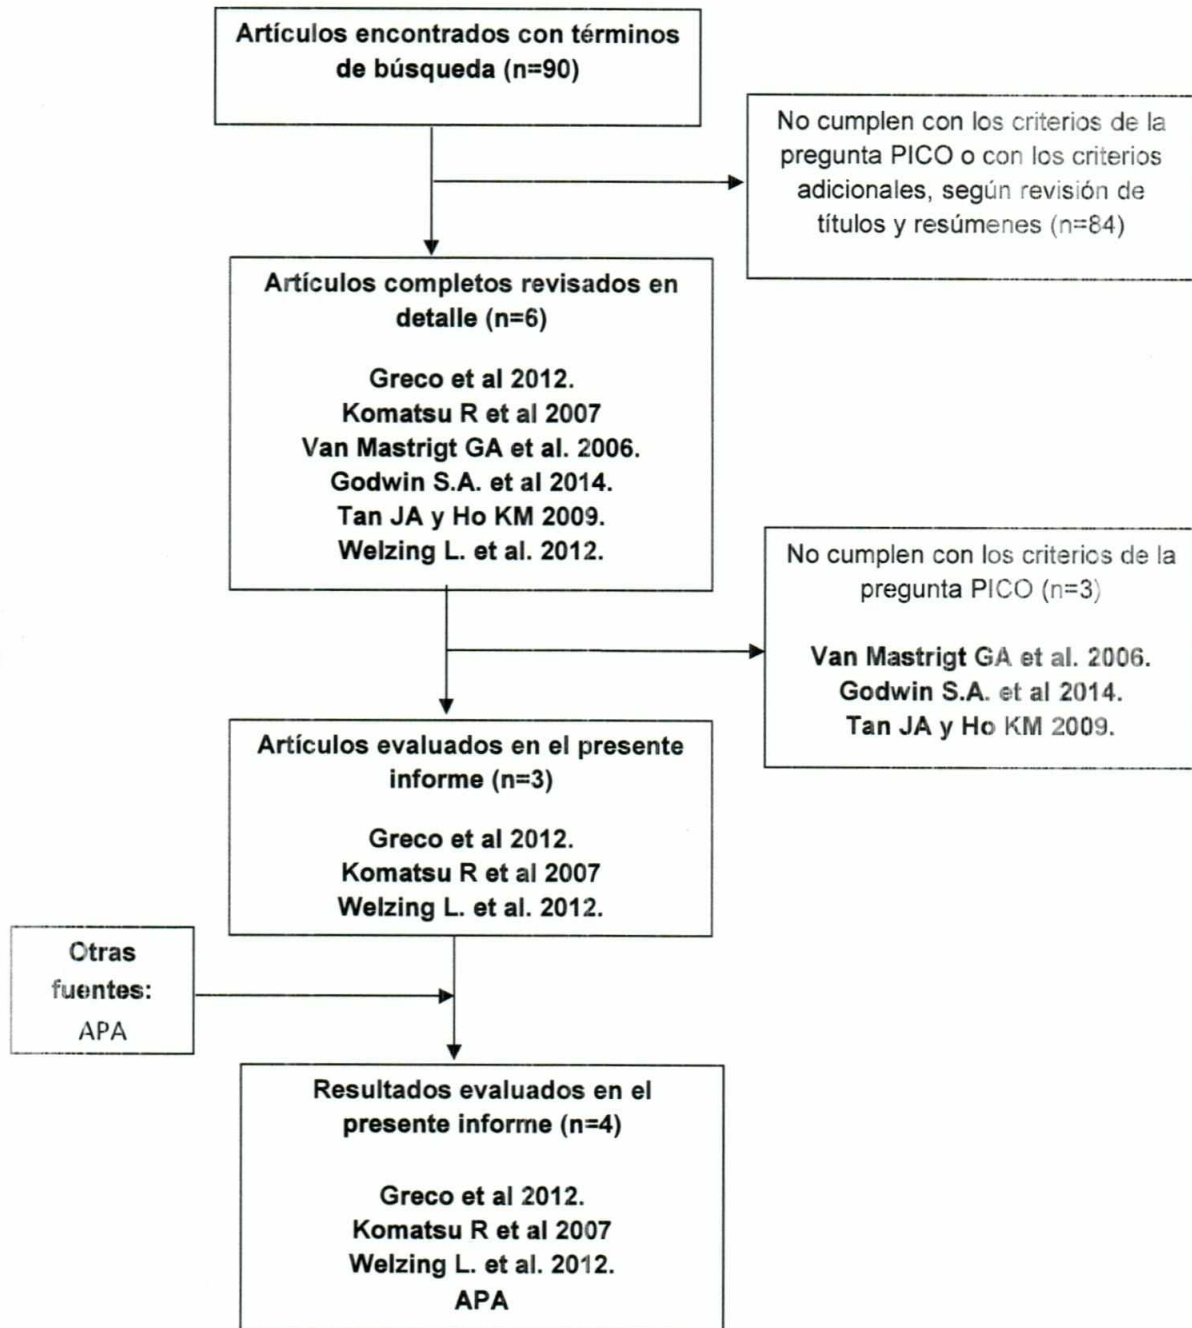 Artículos encontrados con términos
de búsqueda (n=90)
No cumplen con los criterios de la
pregunta PICO o con los criterios
adicionales, según revisión de
títulos y resúmenes (n=84)
Artículos completos revisados en
detalle (n=6)
Greco et al 2012.
Komatsu R et al 2007
Van Mastrigt GA et al. 2006.
Godwin S.A. et al 2014.
Tan JA y Ho KM 2009.
Welzing L. et al. 2012.
No cumplen con los criterios de la
pregunta PICO (n=3)
Van Mastrigt GA et al. 2006.
Godwin S.A. et al 2014.
Tan JA y Ho KM 2009.
Artículos evaluados en el presente
informe (n=3)
Greco et al 2012.
Komatsu R et al 2007
Welzing L. et al. 2012.
Otras
fuentes:
APA
Resultados evaluados en el
presente informe (n=4)
Greco et al 2012.
Komatsu R et al 2007
Welzing L. et al. 2012.
APA